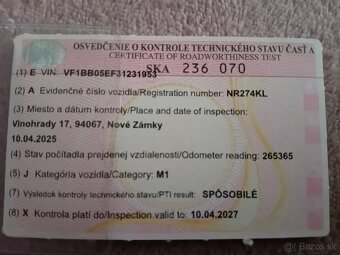 OSVEDČENIE O KONTROLE TECHNICKÉHO STAVU ČASŤ A
CERTIFICATE OF ROADWORTHINESS TEST
SKA 236 070
(1) E VIN: VF1BB05EF31231953
(2) A Evidenčné číslo vozidla/Registration number: NR274KL
(3) Miesto a dátum kontroly/Place and date of inspection:
Vinohrady 17, 94067, Nové Zámky
10.04.2025
(4) Stav počítadla prejdenej vzdialenosti/Odometer reading: 265365
(5) J Kategória vozidla/Category: M1
(7) Výsledok kontroly technického stavu/PTI result: SPÔSOBILÉ
(8) X Kontrola platí do/Inspection valid to: 10.04.2027
bazos.sk